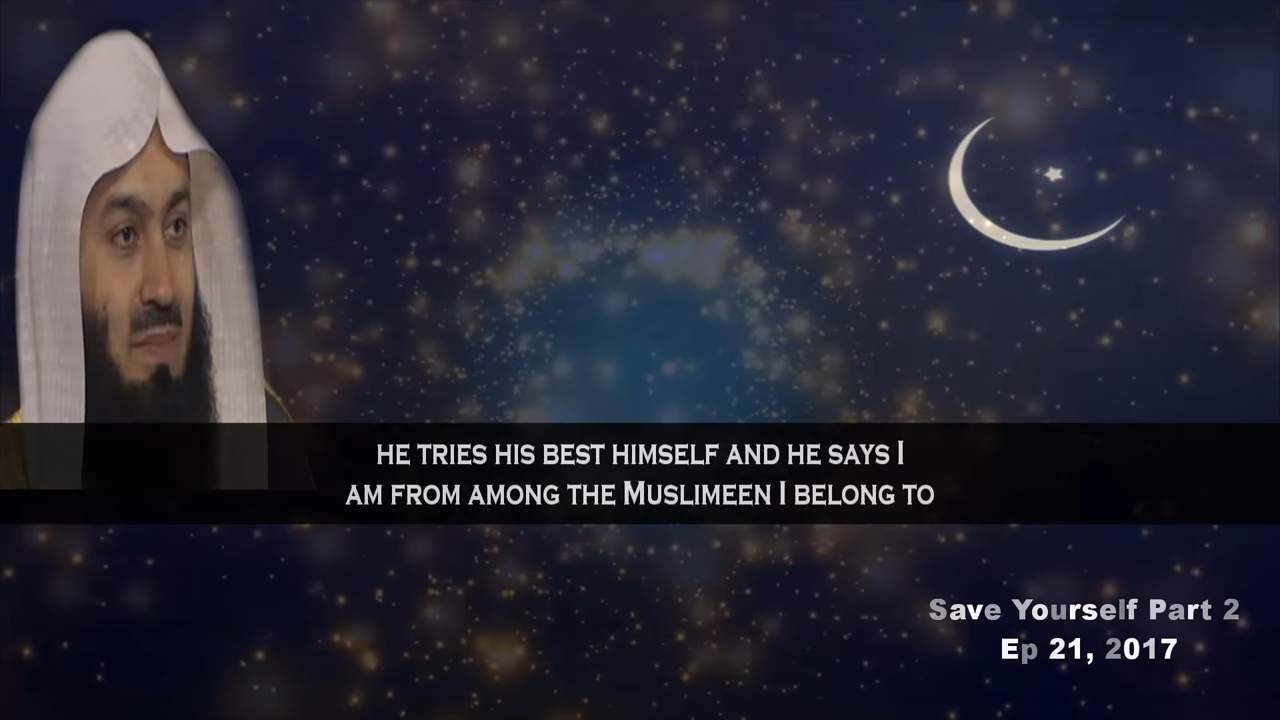 HE TRIES HIS BEST HIMSELF AND HE SAYS I
AM FROM AMONG THE MUSLIMEEN I BELONG TO
Save Yourself Part 2
Ep 21, 2017